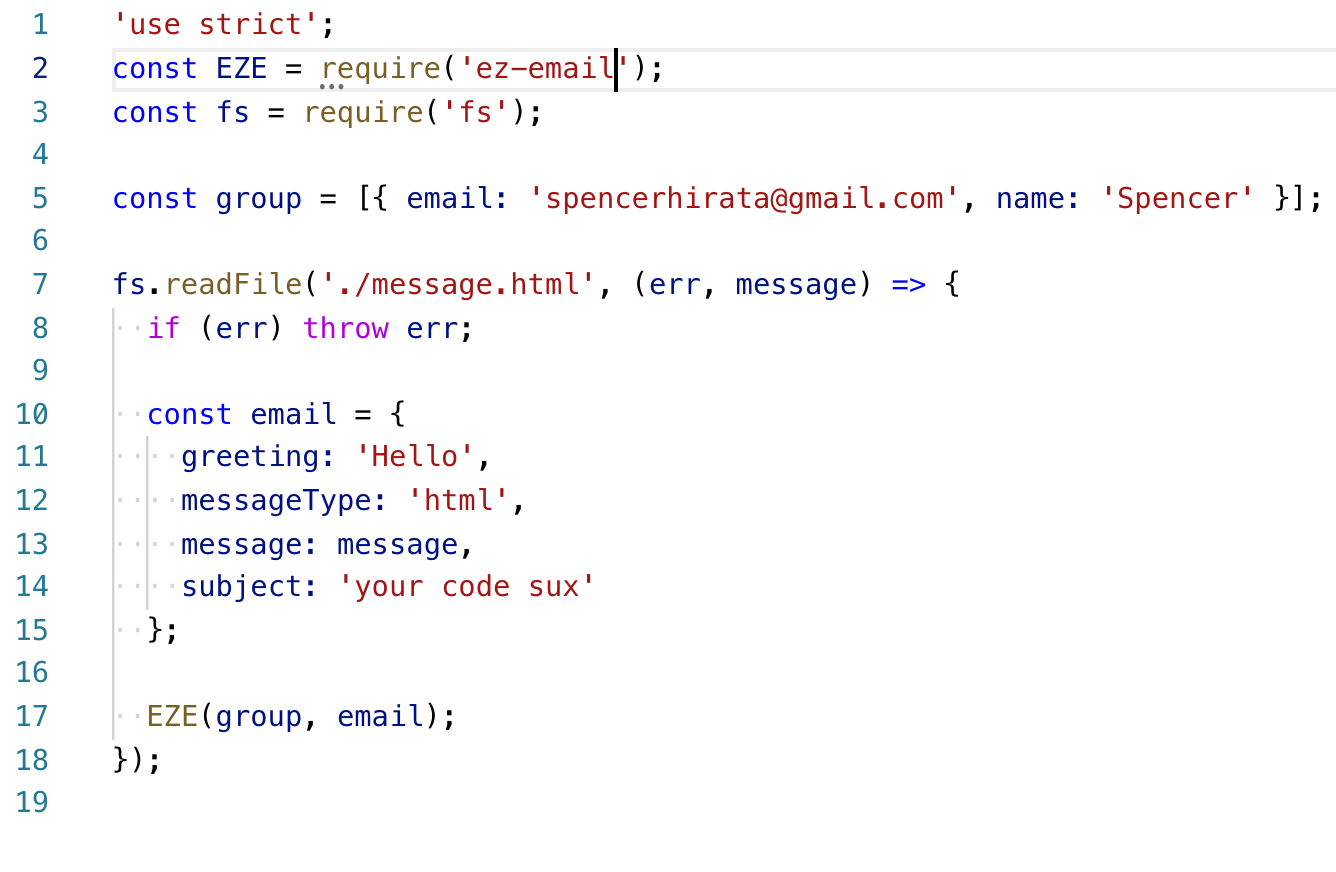 1 'use strict';
2 const EZE = require('ez-email');
3 const fs = require('fs');
4
5 const group = [{ email: 'spencerhirata@gmail.com', name: 'Spencer' }];
6
7 fs.readFile('./message.html', (err, message) => {
8 ··if (err) throw err;
9
10 ··const email = {
11 ····greeting: 'Hello',
12 ····messageType: 'html',
13 ····message: message,
14 ····subject: 'your code sux'
15 ··};
16
17 ··EZE(group, email);
18 });
19